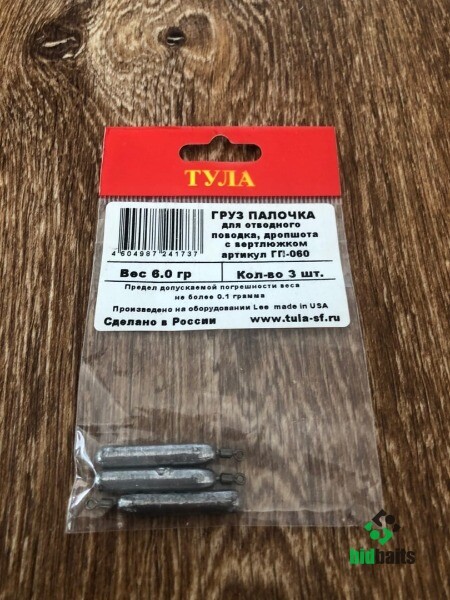 ТУЛА
ГРУЗ ПАЛОЧКА
для отводного
поводка, дропшота
с вертлюжком
артикул ГП-060
4 604987 241737
Вес 6.0 гр
Кол-во 3 шт.
Предел допускаемой погрешности веса
не более 0.1 грамма
Произведено на оборудовании Lee made in USA
Сделано в России
www.tula-sf.ru
bidbaits